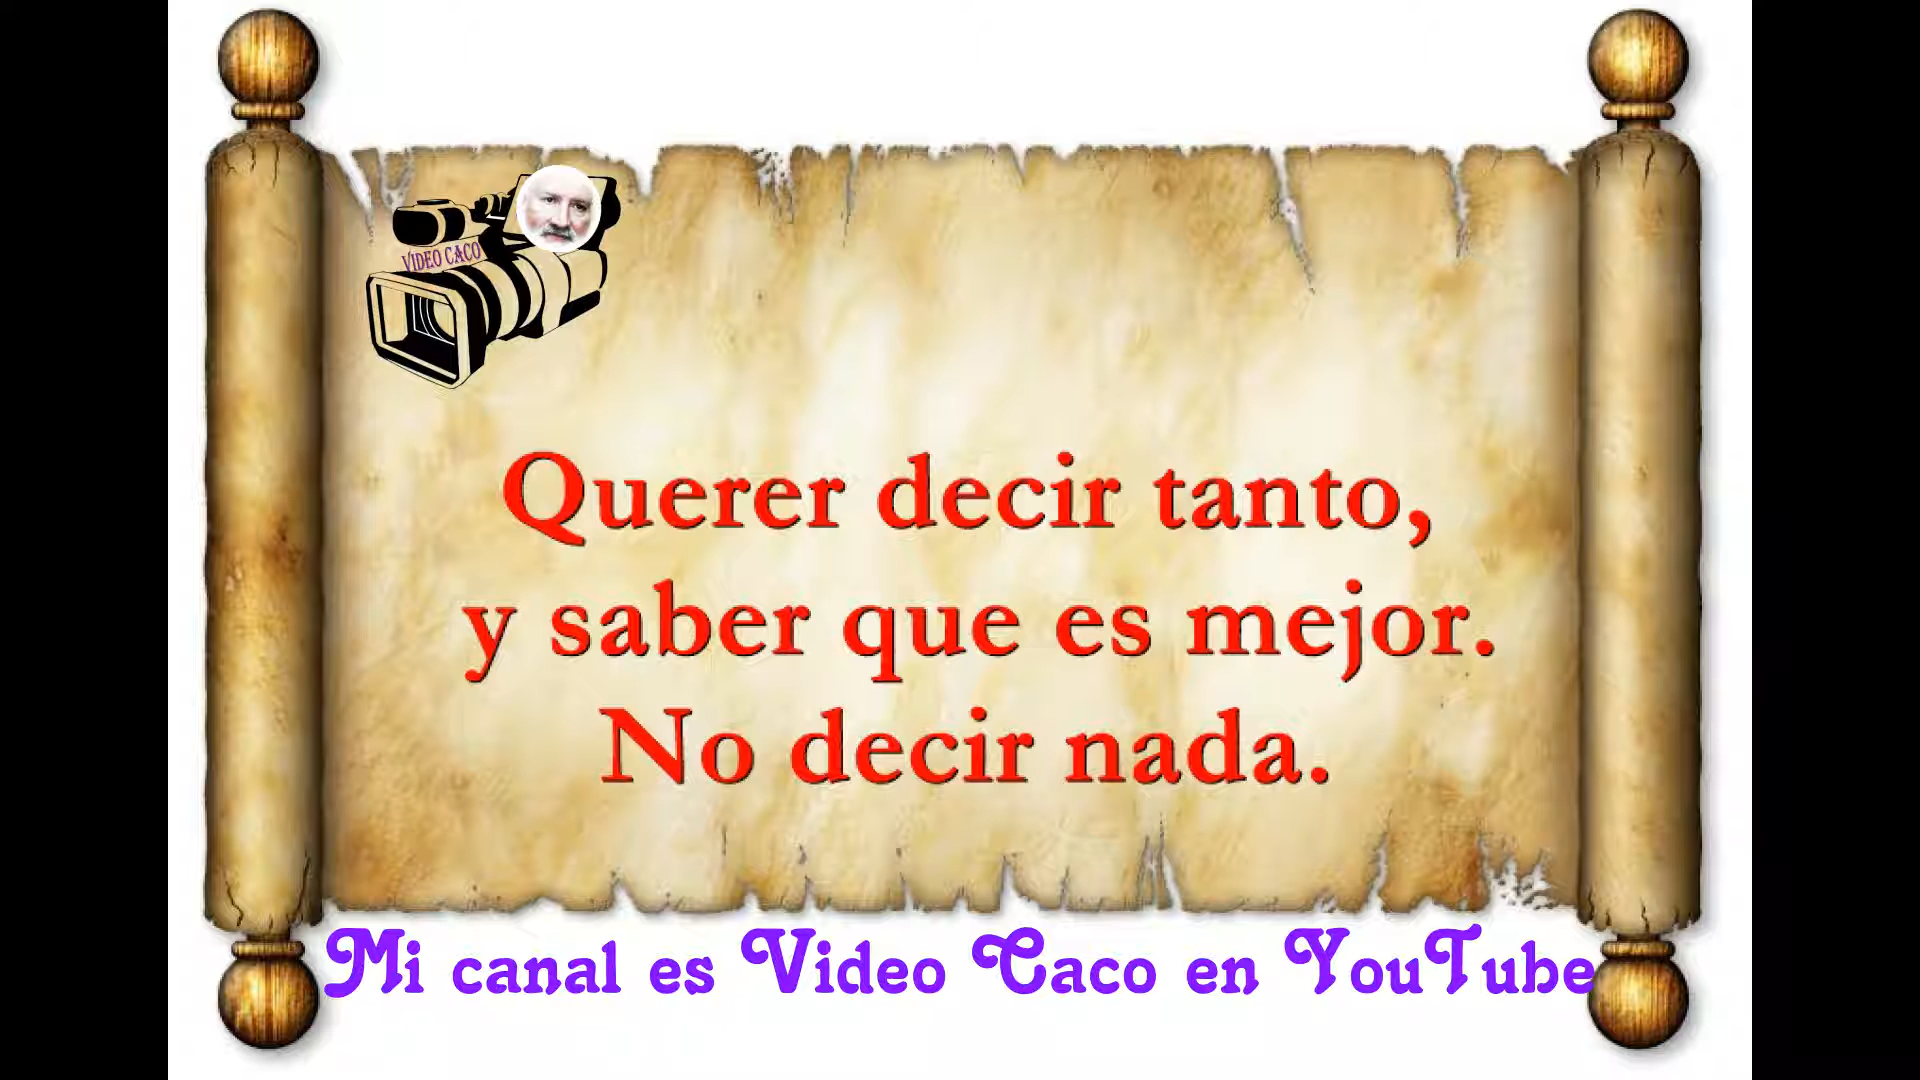 VIDEO CACO
Querer decir tanto,
y saber que es mejor.
No decir nada.
Mi canal es Video Caco en YouTube